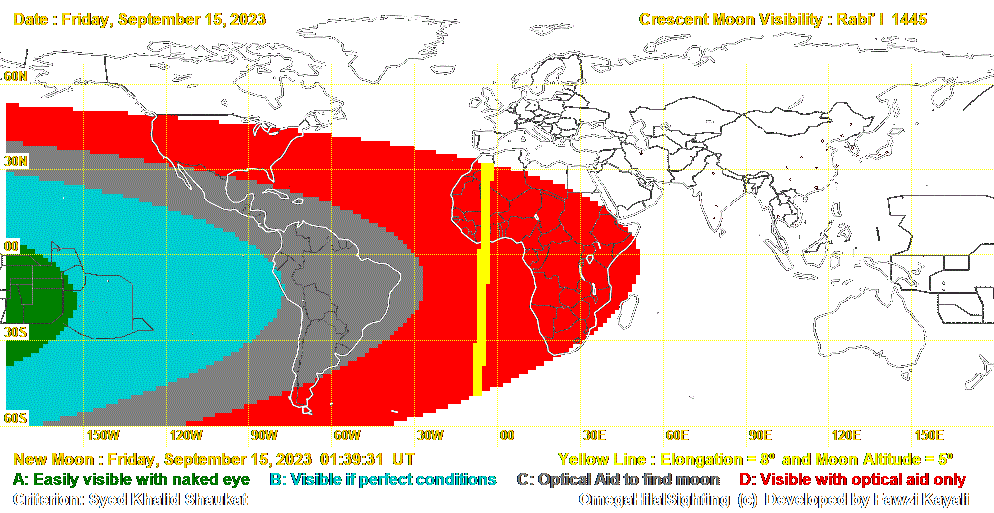 Date : Friday, September 15, 2023 Crescent Moon Visibility : Rabi' I 1445
60N
30N
00
30S
60S
150W 120W 90W 60W 30W 00 30E 60E 90E 120E 150E
New Moon : Friday, September 15, 2023 01:39:31 UT Yellow Line : Elongation = 8º and Moon Altitude = 5º
A: Easily visible with naked eye B: Visible if perfect conditions C: Optical Aid to find moon D: Visible with optical aid only
Criterion: Syed Khalid Shaukat OmegaHilalSighting (c) Developed by Fawzi Kayali